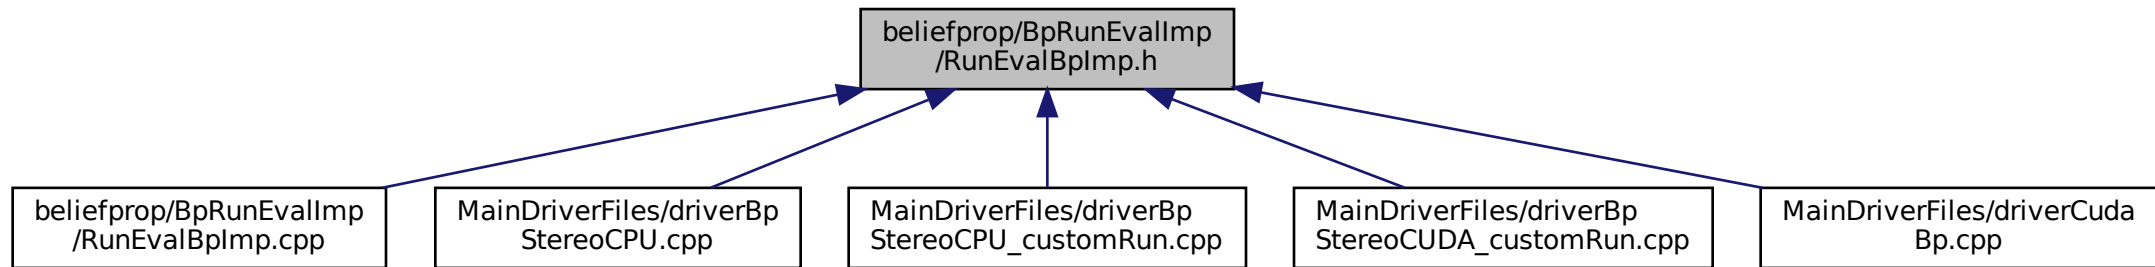 beliefprop/BpRunEvalImp
/RunEvalBpImp.h
beliefprop/BpRunEvalImp
/RunEvalBpImp.cpp
MainDriverFiles/driverBp
StereoCPU.cpp
MainDriverFiles/driverBp
StereoCPU_customRun.cpp
MainDriverFiles/driverBp
StereoCUDA_customRun.cpp
MainDriverFiles/driverCuda
Bp.cpp